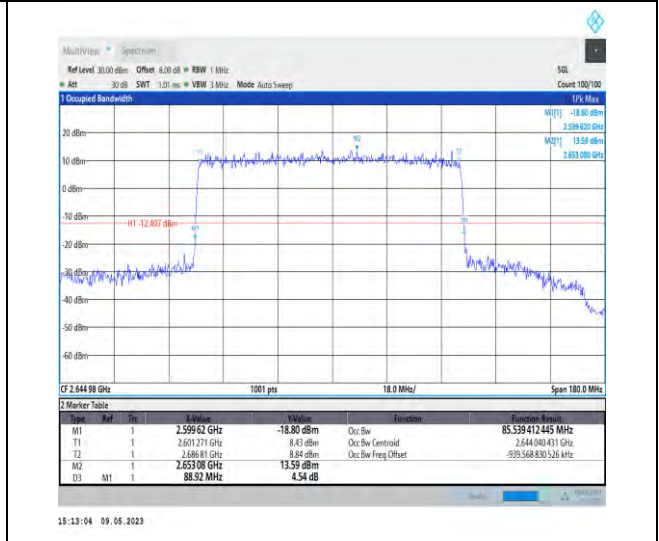 MultiView Spectrum
Ref Level 30.00 dBm Offset 8.09 dB RBW 1 MHz SGL
Att 30 dB SWT 1.01 ms VBW 3 MHz Mode Auto Sweep Count 100/100
1 Occupied Bandwidth 1Pk Max
M1[1] -18.80 dBm
2.599 620 GHz
M2[1] 13.59 dBm
2.653 080 GHz
20 dBm
M2
T1 T2
10 dBm
0 dBm
-10 dBm
H1 -12.407 dBm
D3
M1
-20 dBm
-30 dBm
-40 dBm
-50 dBm
-60 dBm
CF 2.644 98 GHz 1001 pts 18.0 MHz/ Span 180.0 MHz
2 Marker Table
Type Ref Trc X-Value Y-Value Function Function Result
M1 1 2.599 62 GHz -18.80 dBm Occ Bw 85.539 412 445 MHz
T1 1 2.601 271 GHz 8.43 dBm Occ Bw Centroid 2.644 040 431 GHz
T2 1 2.686 81 GHz 8.84 dBm Occ Bw Freq Offset -939.568 830 526 kHz
M2 1 2.653 08 GHz 13.59 dBm
D3 M1 1 88.92 MHz 4.54 dB
15:13:04 09.05.2023